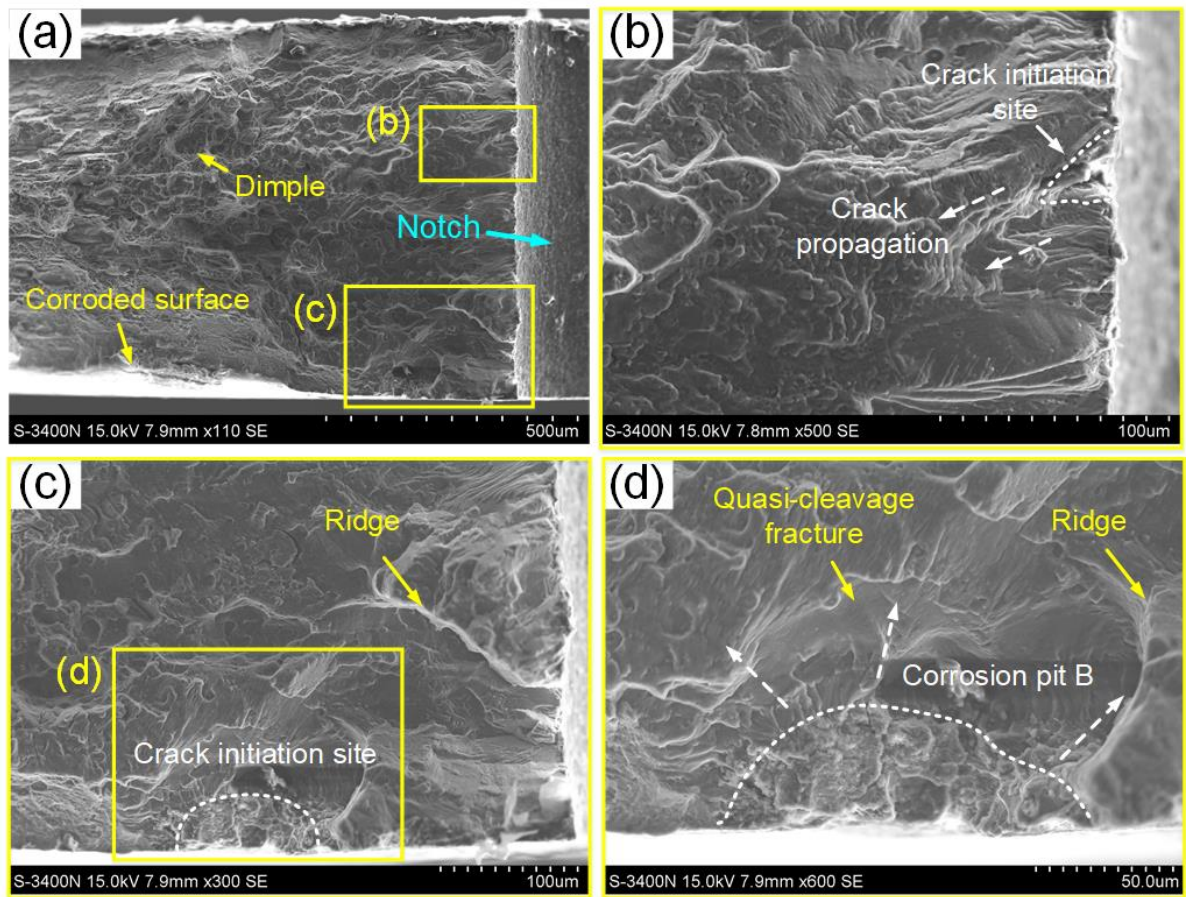 (a)
(b)
Dimple
Notch
Corroded surface
(c)
S-3400N 15.0kV 7.9mm x110 SE
500um
(b)
Crack initiation
site
Crack
propagation
S-3400N 15.0kV 7.8mm x500 SE
100um
(c)
Ridge
(d)
Crack initiation site
S-3400N 15.0kV 7.9mm x300 SE
100um
(d)
Quasi-cleavage
fracture
Ridge
Corrosion pit B
S-3400N 15.0kV 7.9mm x600 SE
50.0um